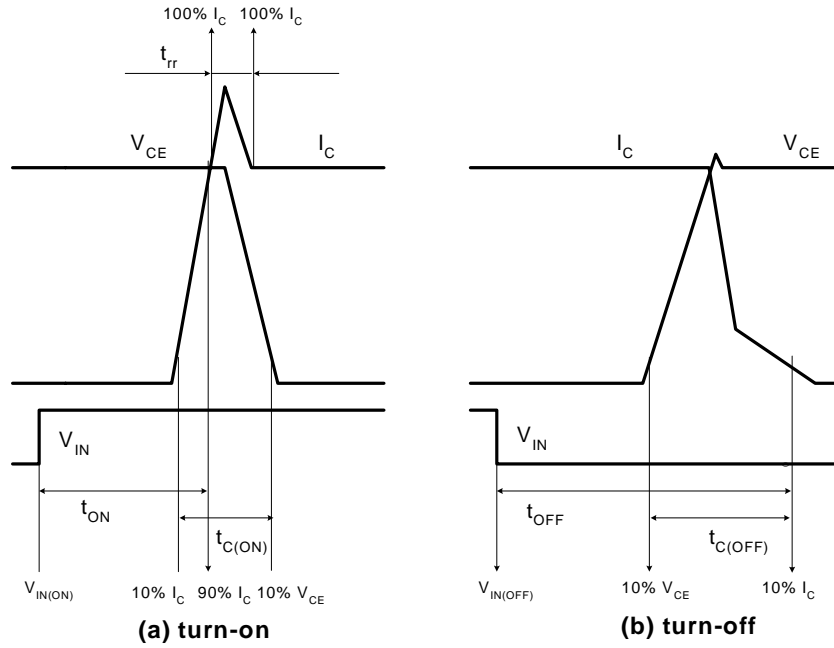 100% I_C 100% I_C
t_rr
V_CE I_C
I_C V_CE
V_IN
V_IN
t_ON
t_OFF
t_C(ON)
t_C(OFF)
V_IN(ON) 10% I_C 90% I_C 10% V_CE
V_IN(OFF) 10% V_CE 10% I_C
(a) turn-on
(b) turn-off